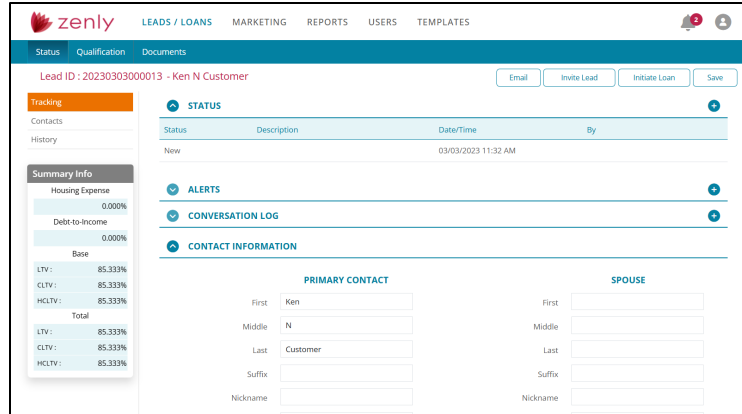 zenly LEADS / LOANS MARKETING REPORTS USERS TEMPLATES 2
Status Qualification Documents
Lead ID : 20230303000013 - Ken N Customer Email Invite Lead Initiate Loan Save
Tracking
Contacts
History
Summary Info
Housing Expense
0.000%
Debt-to-Income
0.000%
Base
LTV : 85.333%
CLTV : 85.333%
HCLTV : 85.333%
Total
LTV : 85.333%
CLTV : 85.333%
HCLTV : 85.333%
STATUS
Status Description Date/Time By
New 03/03/2023 11:32 AM
ALERTS
CONVERSATION LOG
CONTACT INFORMATION
PRIMARY CONTACT SPOUSE
First Ken First
Middle N Middle
Last Customer Last
Suffix Suffix
Nickname Nickname